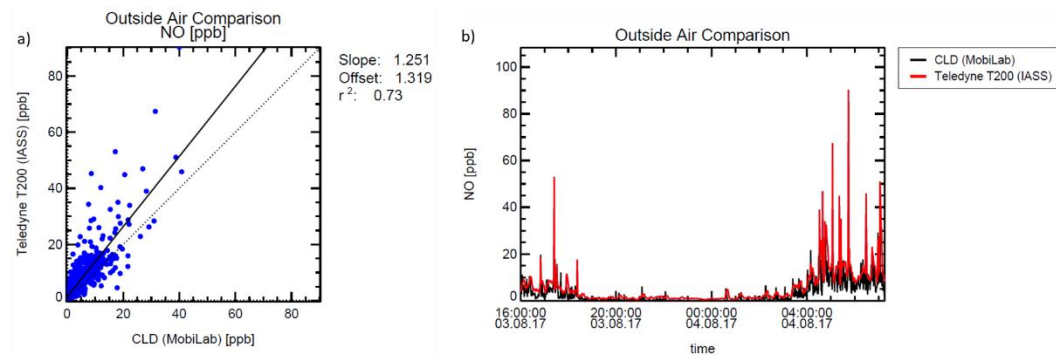 a)
Outside Air Comparison
NO [ppb]
Teledyne T200 (IASS) [ppb]
80
60
40
20
0
0 20 40 60 80
CLD (MobiLab) [ppb]
Slope: 1.251
Offset: 1.319
r 2: 0.73
b)
Outside Air Comparison
NO [ppb]
100
80
60
40
20
0
16:00:00 20:00:00 00:00:00 04:00:00
03.08.17 03.08.17 04.08.17 04.08.17
time
CLD (MobiLab)
Teledyne T200 (IASS)